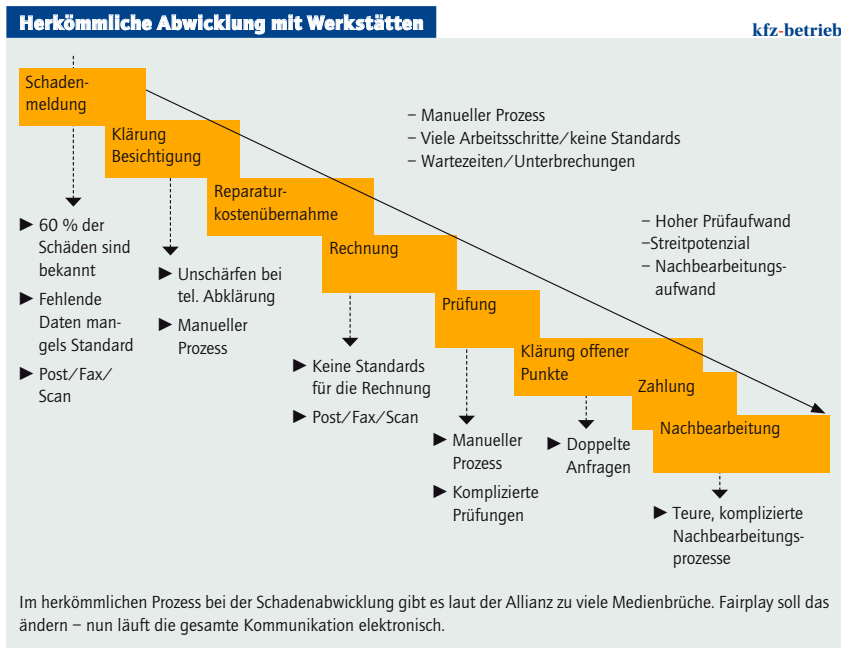 Herkömmliche Abwicklung mit Werkstätten
kfz-betrieb
Schaden-
meldung
Klärung
Besichtigung
Reparatur-
kostenübernahme
Rechnung
Prüfung
Klärung offener
Punkte
Zahlung
Nachbearbeitung
– Manueller Prozess
– Viele Arbeitsschritte/keine Standards
– Wartezeiten/Unterbrechungen
– Hoher Prüfaufwand
–Streitpotenzial
– Nachbearbeitungs-
aufwand
► 60 % der
Schäden sind
bekannt
► Fehlende
Daten man-
gels Standard
► Post/Fax/
Scan
► Unschärfen bei
tel. Abklärung
► Manueller
Prozess
► Keine Standards
für die Rechnung
► Post/Fax/Scan
► Manueller
Prozess
► Komplizierte
Prüfungen
► Doppelte
Anfragen
► Teure, komplizierte
Nachbearbeitungs-
prozesse
Im herkömmlichen Prozess bei der Schadenabwicklung gibt es laut der Allianz zu viele Medienbrüche. Fairplay soll das
ändern – nun läuft die gesamte Kommunikation elektronisch.